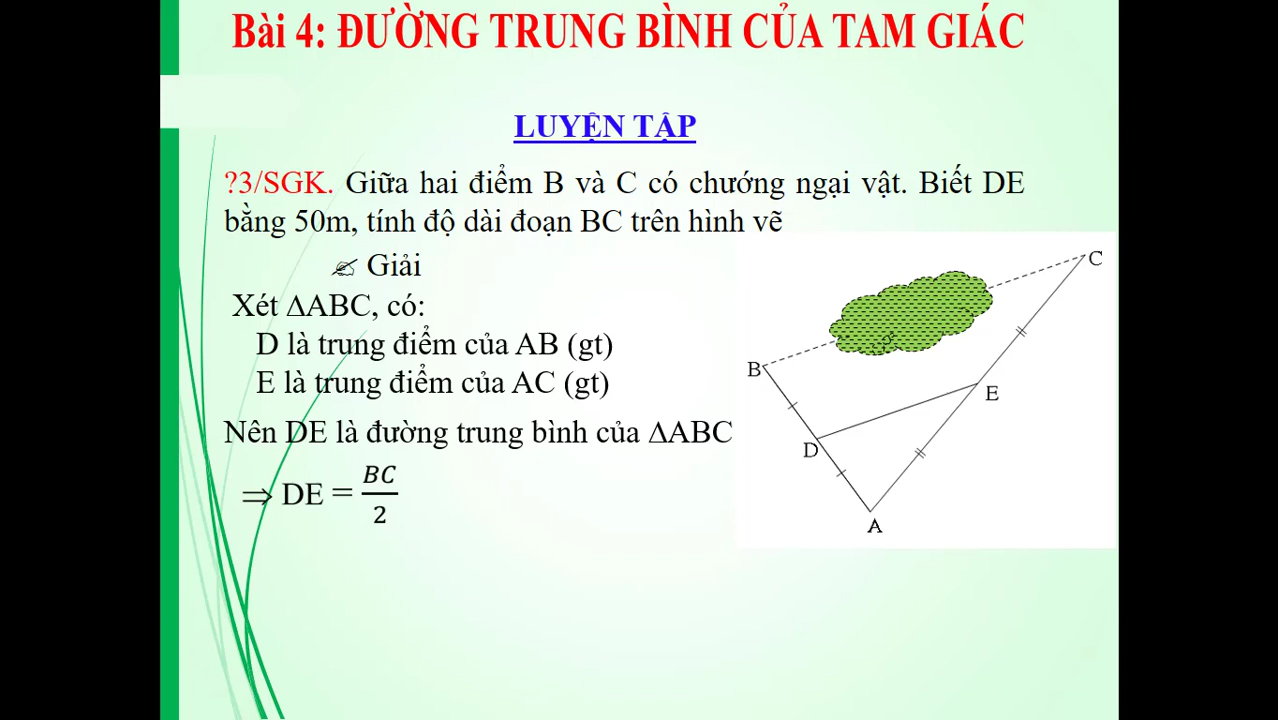 Bài 4: ĐƯỜNG TRUNG BÌNH CỦA TAM GIÁC
LUYỆN TẬP
?3/SGK. Giữa hai điểm B và C có chướng ngại vật. Biết DE
bằng 50m, tính độ dài đoạn BC trên hình vẽ
Giải
Xét ΔABC, có:
D là trung điểm của AB (gt)
E là trung điểm của AC (gt)
Nên DE là đường trung bình của ΔABC
⇒ DE = BC/2
C
B
E
D
A